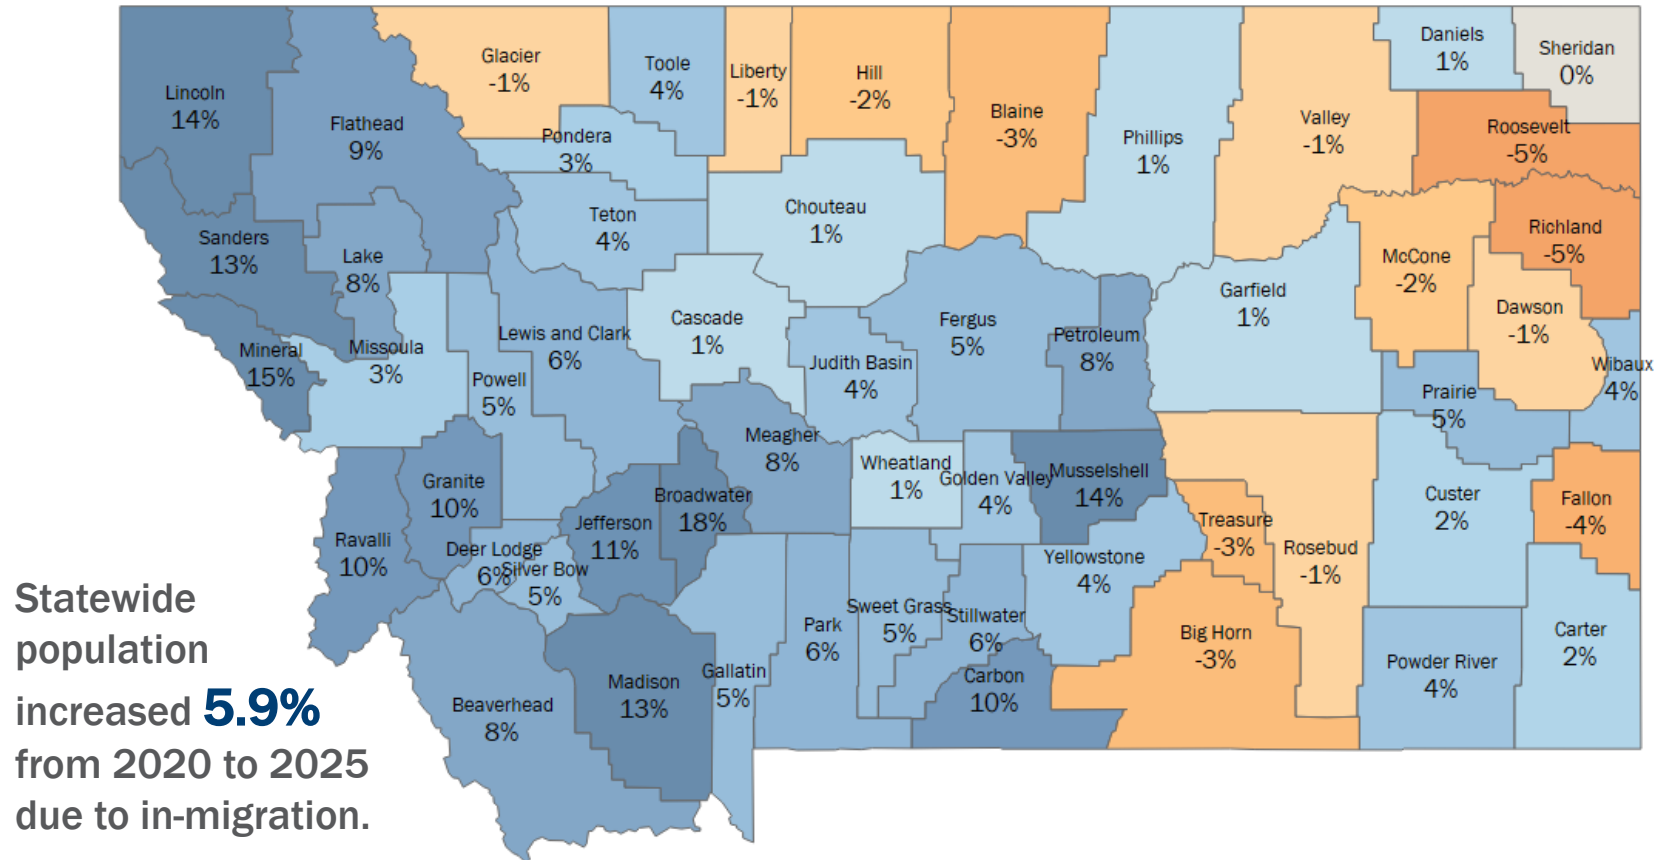 Glacier
-1%
Toole
4%
Liberty
-1%
Hill
-2%
Blaine
-3%
Phillips
1%
Valley
-1%
Daniels
1%
Sheridan
0%
Lincoln
14%
Flathead
9%
Pondera
3%
Roosevelt
-5%
Chouteau
1%
Teton
4%
Sanders
13%
Lake
8%
Richland
-5%
McCone
-2%
Garfield
1%
Dawson
-1%
Cascade
1%
Fergus
5%
Petroleum
8%
Lewis and Clark
6%
Mineral
15%
Missoula
3%
Judith Basin
4%
Wibaux
4%
Powell
5%
Prairie
5%
Meagher
8%
Wheatland
1%
Golden Valley
4%
Musselshell
14%
Granite
10%
Broadwater
18%
Custer
2%
Fallon
-4%
Jefferson
11%
Treasure
-3%
Ravalli
10%
Deer Lodge
6%
Silver Bow
5%
Rosebud
-1%
Yellowstone
4%
Sweet Grass
5%
Stillwater
6%
Park
6%
Big Horn
-3%
Carter
2%
Powder River
4%
Gallatin
5%
Carbon
10%
Madison
13%
Beaverhead
8%
Statewide
population
increased 5.9%
from 2020 to 2025
due to in-migration.